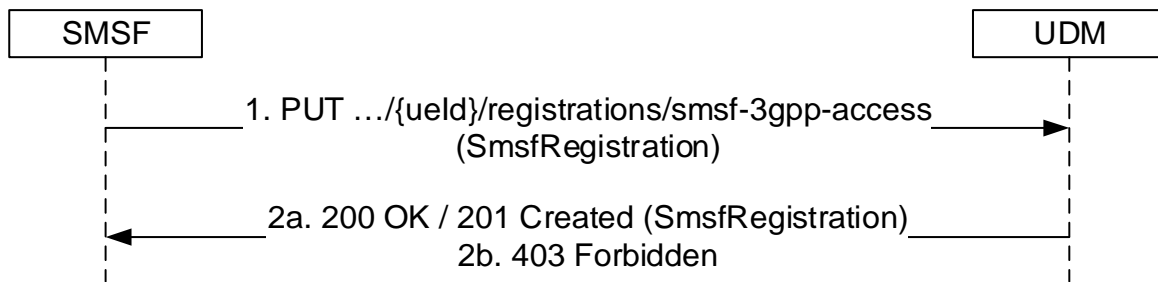 SMSF
UDM
1. PUT …/{ueId}/registrations/smsf-3gpp-access
(SmsfRegistration)
2a. 200 OK / 201 Created (SmsfRegistration)
2b. 403 Forbidden